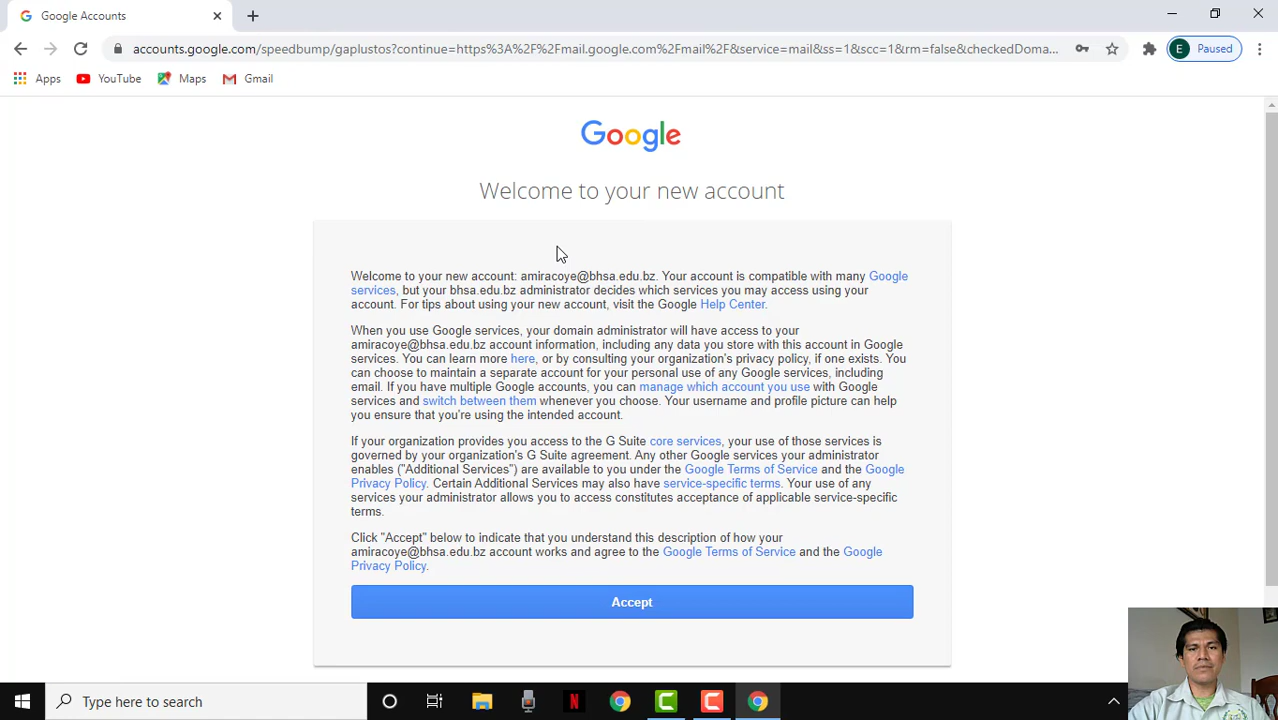 Google Accounts
accounts.google.com/speedbump/gaplustos?continue=https%3A%2F%2Fmail.google.com%2Fmail%2F&service=mail&ss=1&scc=1&rm=false&checkedDoma...
E Paused
Apps YouTube Maps Gmail
Google
Welcome to your new account
Welcome to your new account: amiracoye@bhsa.edu.bz. Your account is compatible with many Google
services, but your bhsa.edu.bz administrator decides which services you may access using your
account. For tips about using your new account, visit the Google Help Center.
When you use Google services, your domain administrator will have access to your
amiracoye@bhsa.edu.bz account information, including any data you store with this account in Google
services. You can learn more here, or by consulting your organization's privacy policy, if one exists. You
can choose to maintain a separate account for your personal use of any Google services, including
email. If you have multiple Google accounts, you can manage which account you use with Google
services and switch between them whenever you choose. Your username and profile picture can help
you ensure that you're using the intended account.
If your organization provides you access to the G Suite core services, your use of those services is
governed by your organization's G Suite agreement. Any other Google services your administrator
enables ("Additional Services") are available to you under the Google Terms of Service and the Google
Privacy Policy. Certain Additional Services may also have service-specific terms. Your use of any
services your administrator allows you to access constitutes acceptance of applicable service-specific
terms.
Click "Accept" below to indicate that you understand this description of how your
amiracoye@bhsa.edu.bz account works and agree to the Google Terms of Service and the Google
Privacy Policy.
Accept
Type here to search